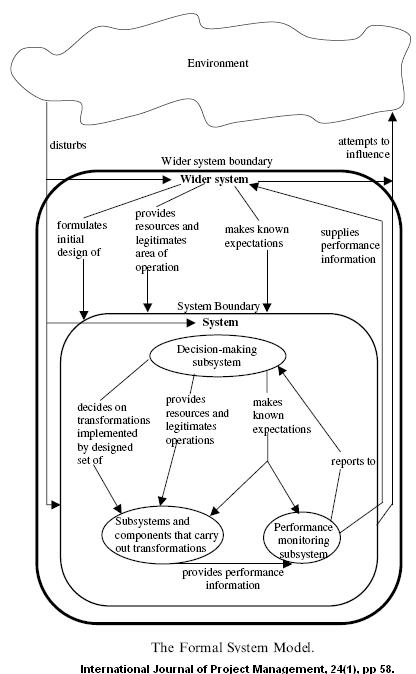 Environment
disturbs
attempts to
influence
Wider system boundary
Wider system
formulates
initial
design of
provides
resources and
legitimates
area of
operation
makes known
expectations
supplies
performance
information
System Boundary
System
Decision-making
subsystem
decides on
transformations
implemented
by designed
set of
provides
resources and
legitimates
operations
makes
known
expectations
reports to
Subsystems and
components that carry
out transformations
Performance
monitoring
subsystem
provides performance
information
The Formal System Model.
International Journal of Project Management, 24(1), pp 58.